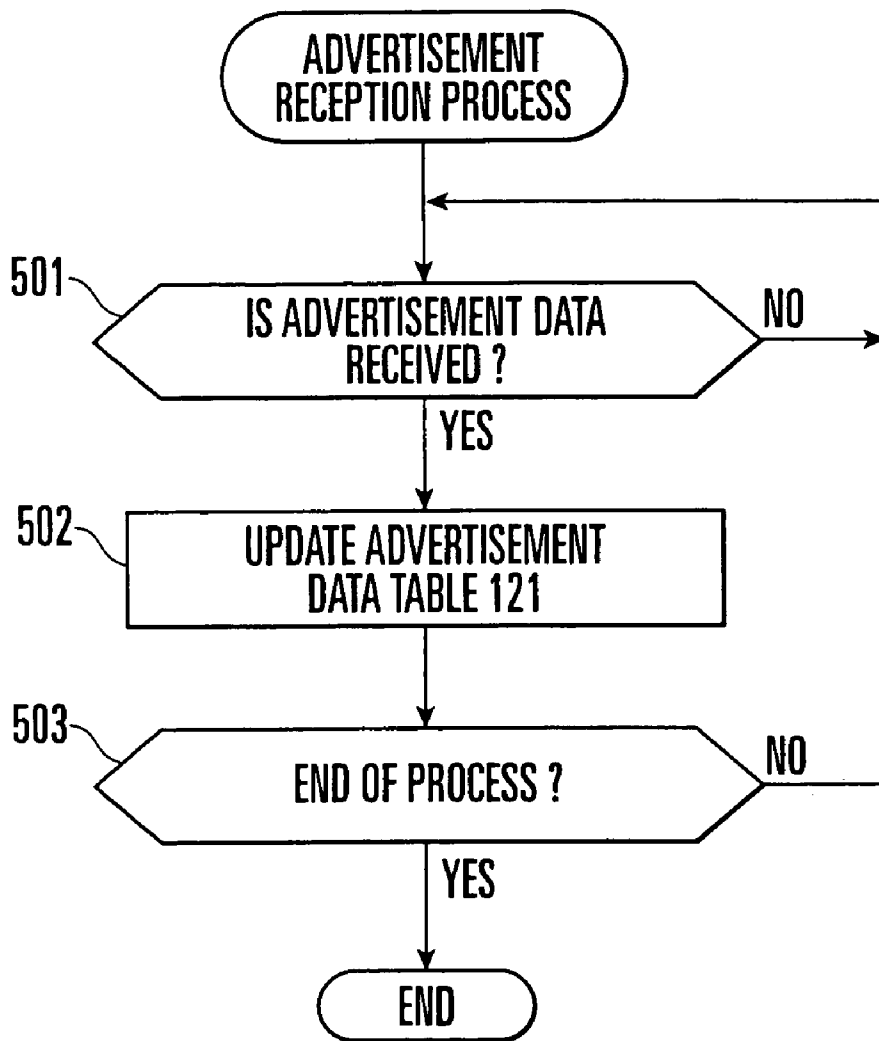 ADVERTISEMENT
RECEPTION PROCESS
501
IS ADVERTISEMENT DATA
RECEIVED ?
NO
YES
502
UPDATE ADVERTISEMENT
DATA TABLE 121
503
END OF PROCESS ?
NO
YES
END